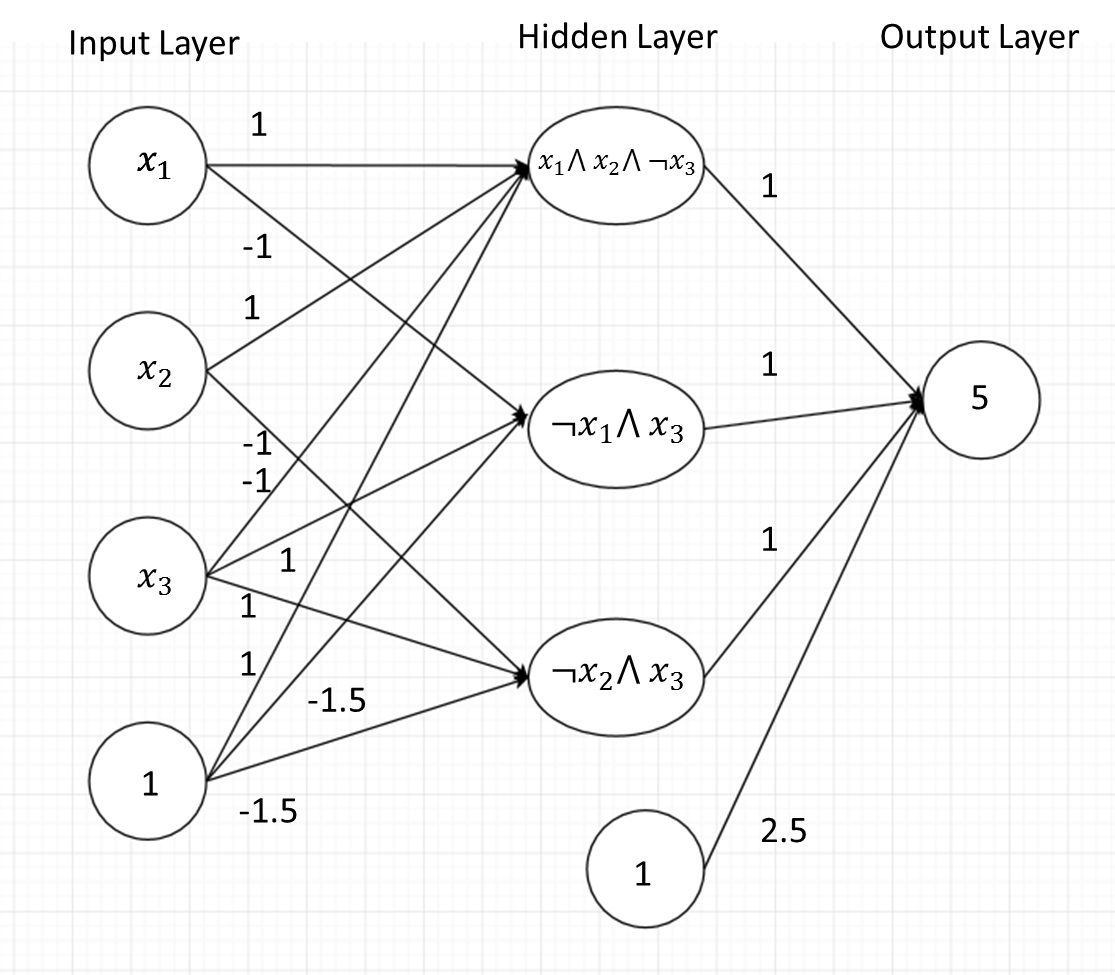 Input Layer
Hidden Layer
Output Layer
x₁
1
x₁⋀ x₂⋀ ¬x₃
1
-1
1
x₂
1
¬x₁⋀ x₃
5
-1
-1
x₃
1
1
1
1
-1.5
¬x₂⋀ x₃
1
-1.5
1
2.5